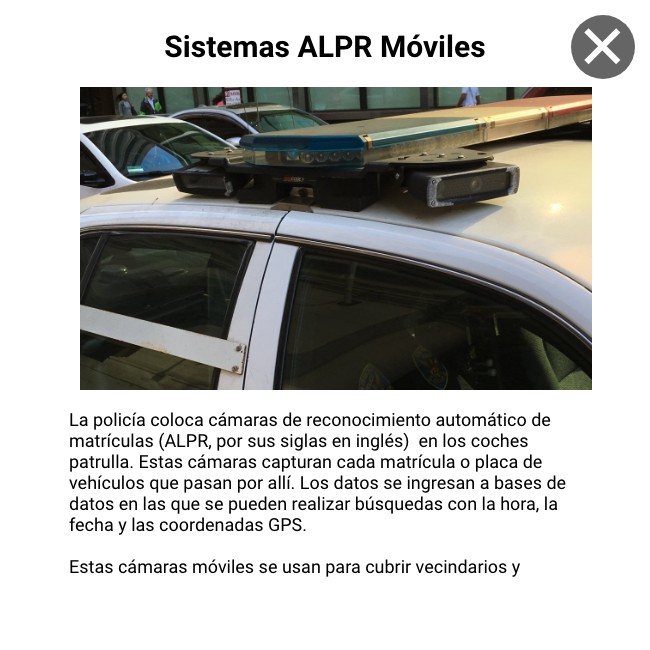 Sistemas ALPR Móviles
La policía coloca cámaras de reconocimiento automático de
matrículas (ALPR, por sus siglas en inglés)  en los coches
patrulla. Estas cámaras capturan cada matrícula o placa de
vehículos que pasan por allí. Los datos se ingresan a bases de
datos en las que se pueden realizar búsquedas con la hora, la
fecha y las coordenadas GPS.
Estas cámaras móviles se usan para cubrir vecindarios y